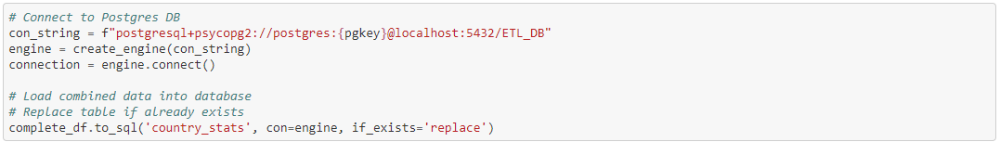 # Connect to Postgres DB
con_string = f"postgresql+psycopg2://postgres:{pgkey}@localhost:5432/ETL_DB"
engine = create_engine(con_string)
connection = engine.connect()
# Load combined data into database
# Replace table if already exists
complete_df.to_sql('country_stats', con=engine, if_exists='replace')